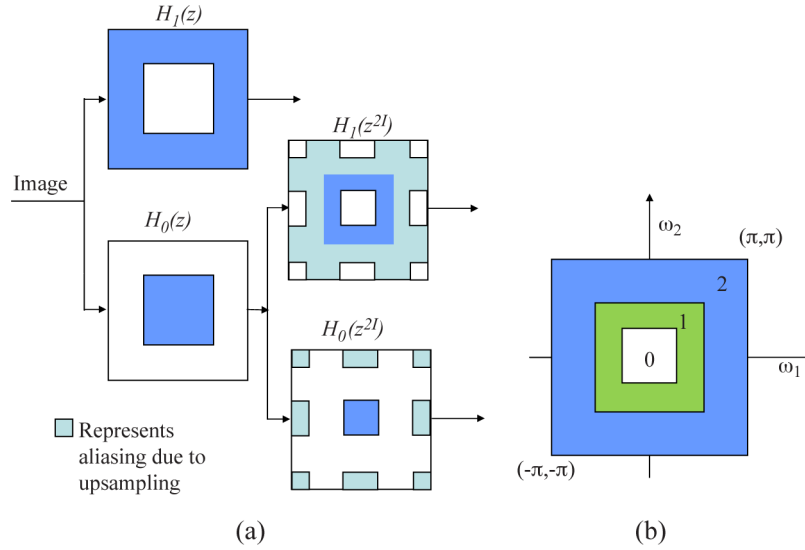 H₁(z)
H₁(z²ᴵ)
Image
H₀(z)
H₀(z²ᴵ)
Represents
aliasing due to
upsampling
(a)
ω₂
(π,π)
2
1
0
ω₁
(-π,-π)
(b)